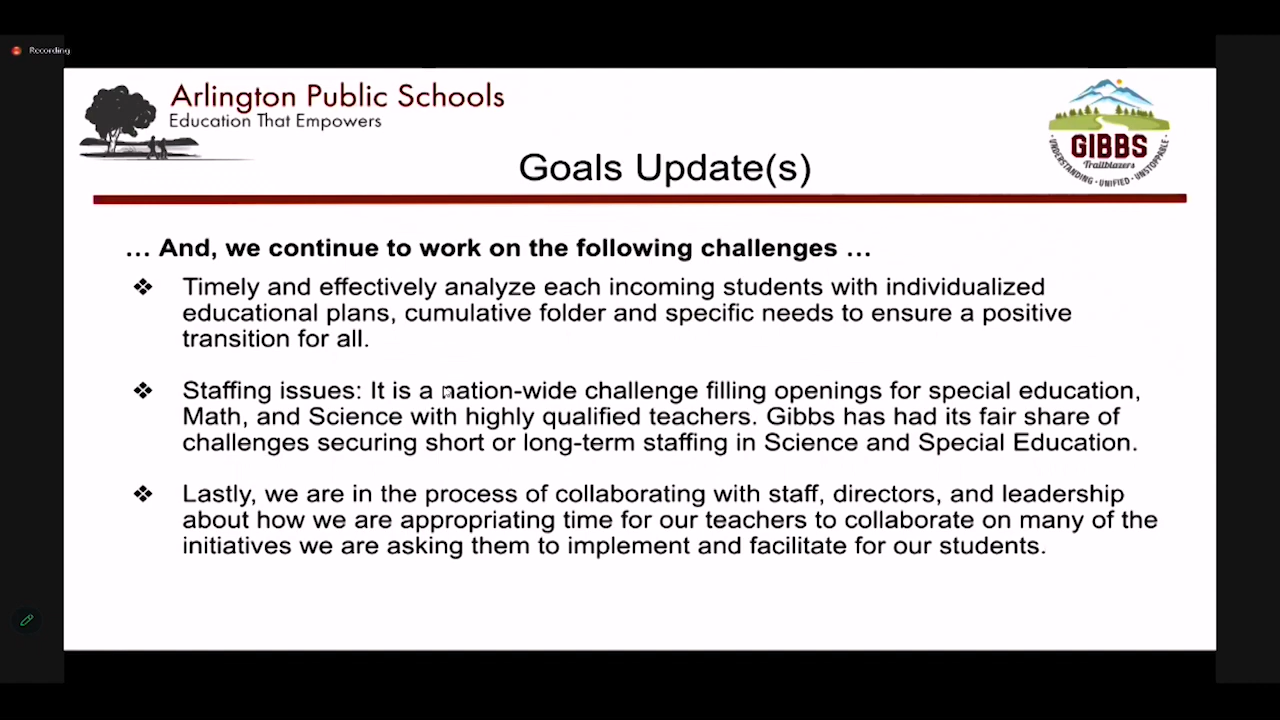 Recording
Arlington Public Schools
Education That Empowers
GIBBS
Trailblazers
UNDERSTANDING · UNIFIED · UNSTOPPABLE
Goals Update(s)
... And, we continue to work on the following challenges ...
❖ Timely and effectively analyze each incoming students with individualized
educational plans, cumulative folder and specific needs to ensure a positive
transition for all.
❖ Staffing issues: It is a nation-wide challenge filling openings for special education,
Math, and Science with highly qualified teachers. Gibbs has had its fair share of
challenges securing short or long-term staffing in Science and Special Education.
❖ Lastly, we are in the process of collaborating with staff, directors, and leadership
about how we are appropriating time for our teachers to collaborate on many of the
initiatives we are asking them to implement and facilitate for our students.